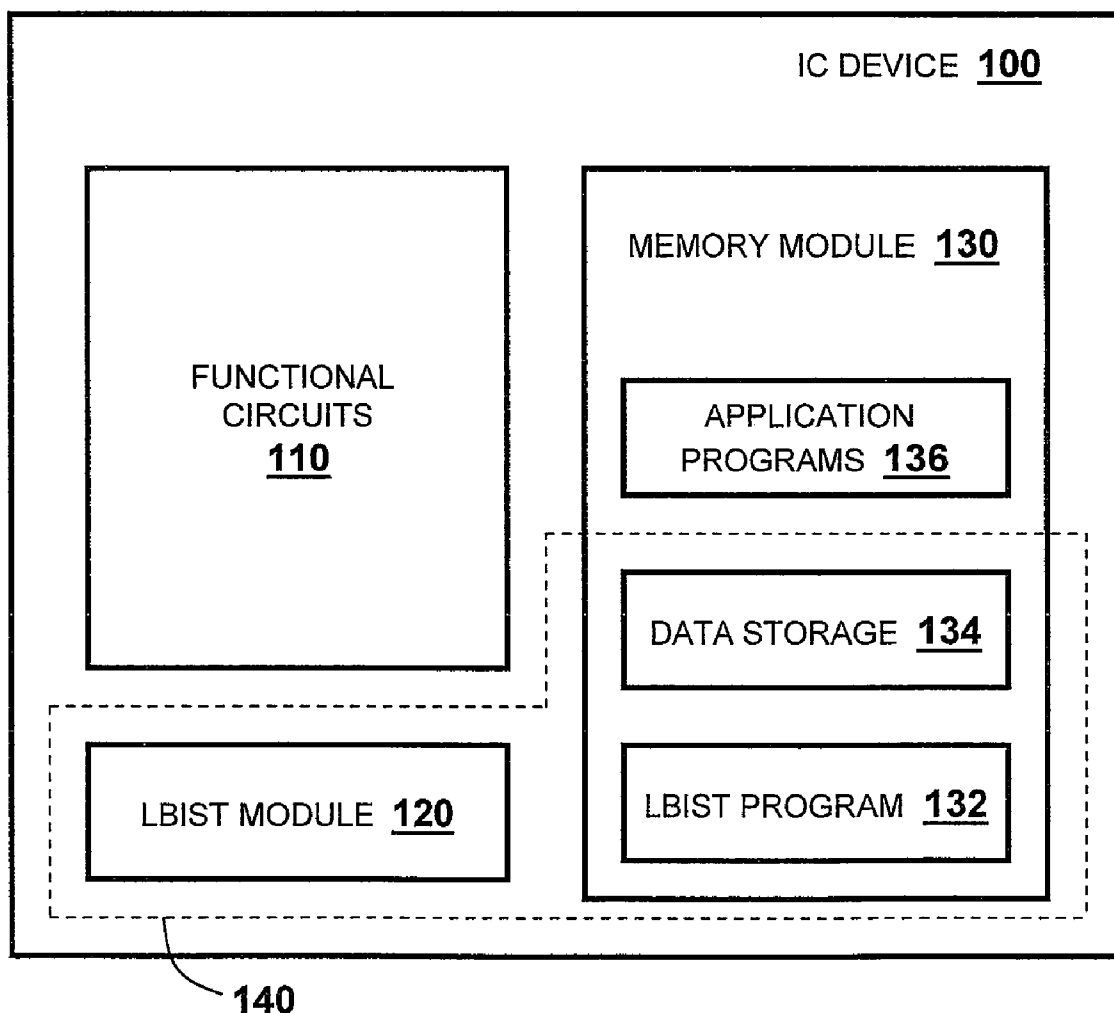 IC DEVICE 100
FUNCTIONAL
CIRCUITS
110
MEMORY MODULE 130
APPLICATION
PROGRAMS 136
DATA STORAGE 134
LBIST MODULE 120
LBIST PROGRAM 132
140